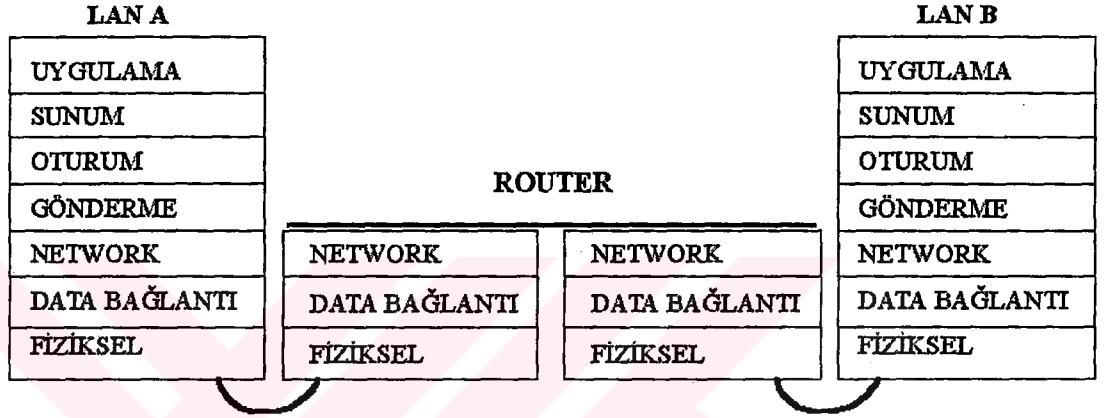 LAN A
UYGULAMA
SUNUM
OTURUM
GÖNDERME
NETWORK
DATA BAĞLANTI
FİZİKSEL
ROUTER
NETWORK
DATA BAĞLANTI
FİZİKSEL
NETWORK
DATA BAĞLANTI
FİZİKSEL
LAN B
UYGULAMA
SUNUM
OTURUM
GÖNDERME
NETWORK
DATA BAĞLANTI
FİZİKSEL